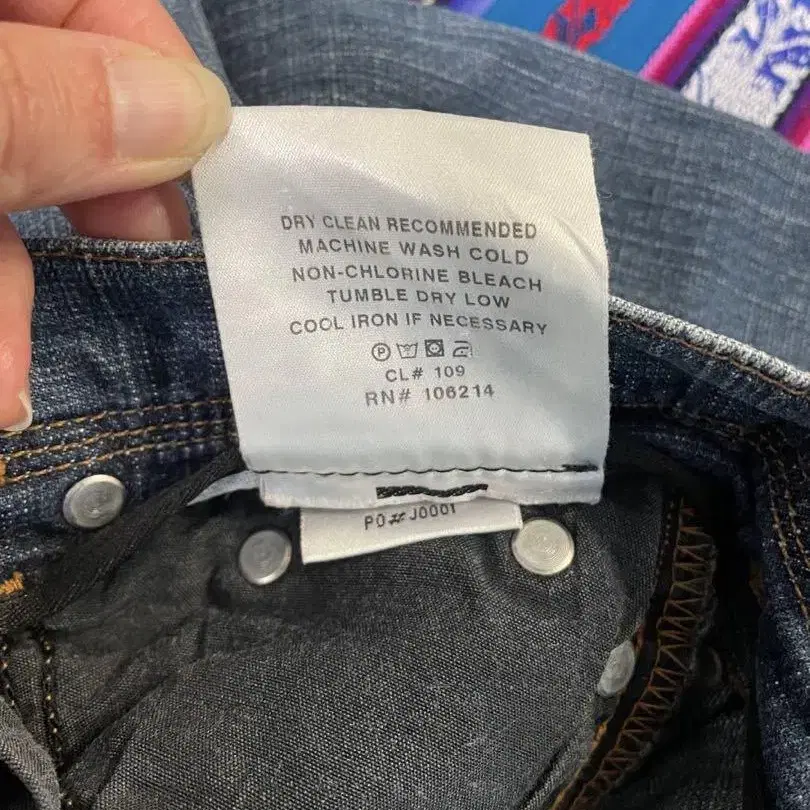 DRY CLEAN RECOMMENDED
MACHINE WASH COLD
NON-CHLORINE BLEACH
TUMBLE DRY LOW
COOL IRON IF NECESSARY
P
CL# 109
RN# 106214
PO# J0001